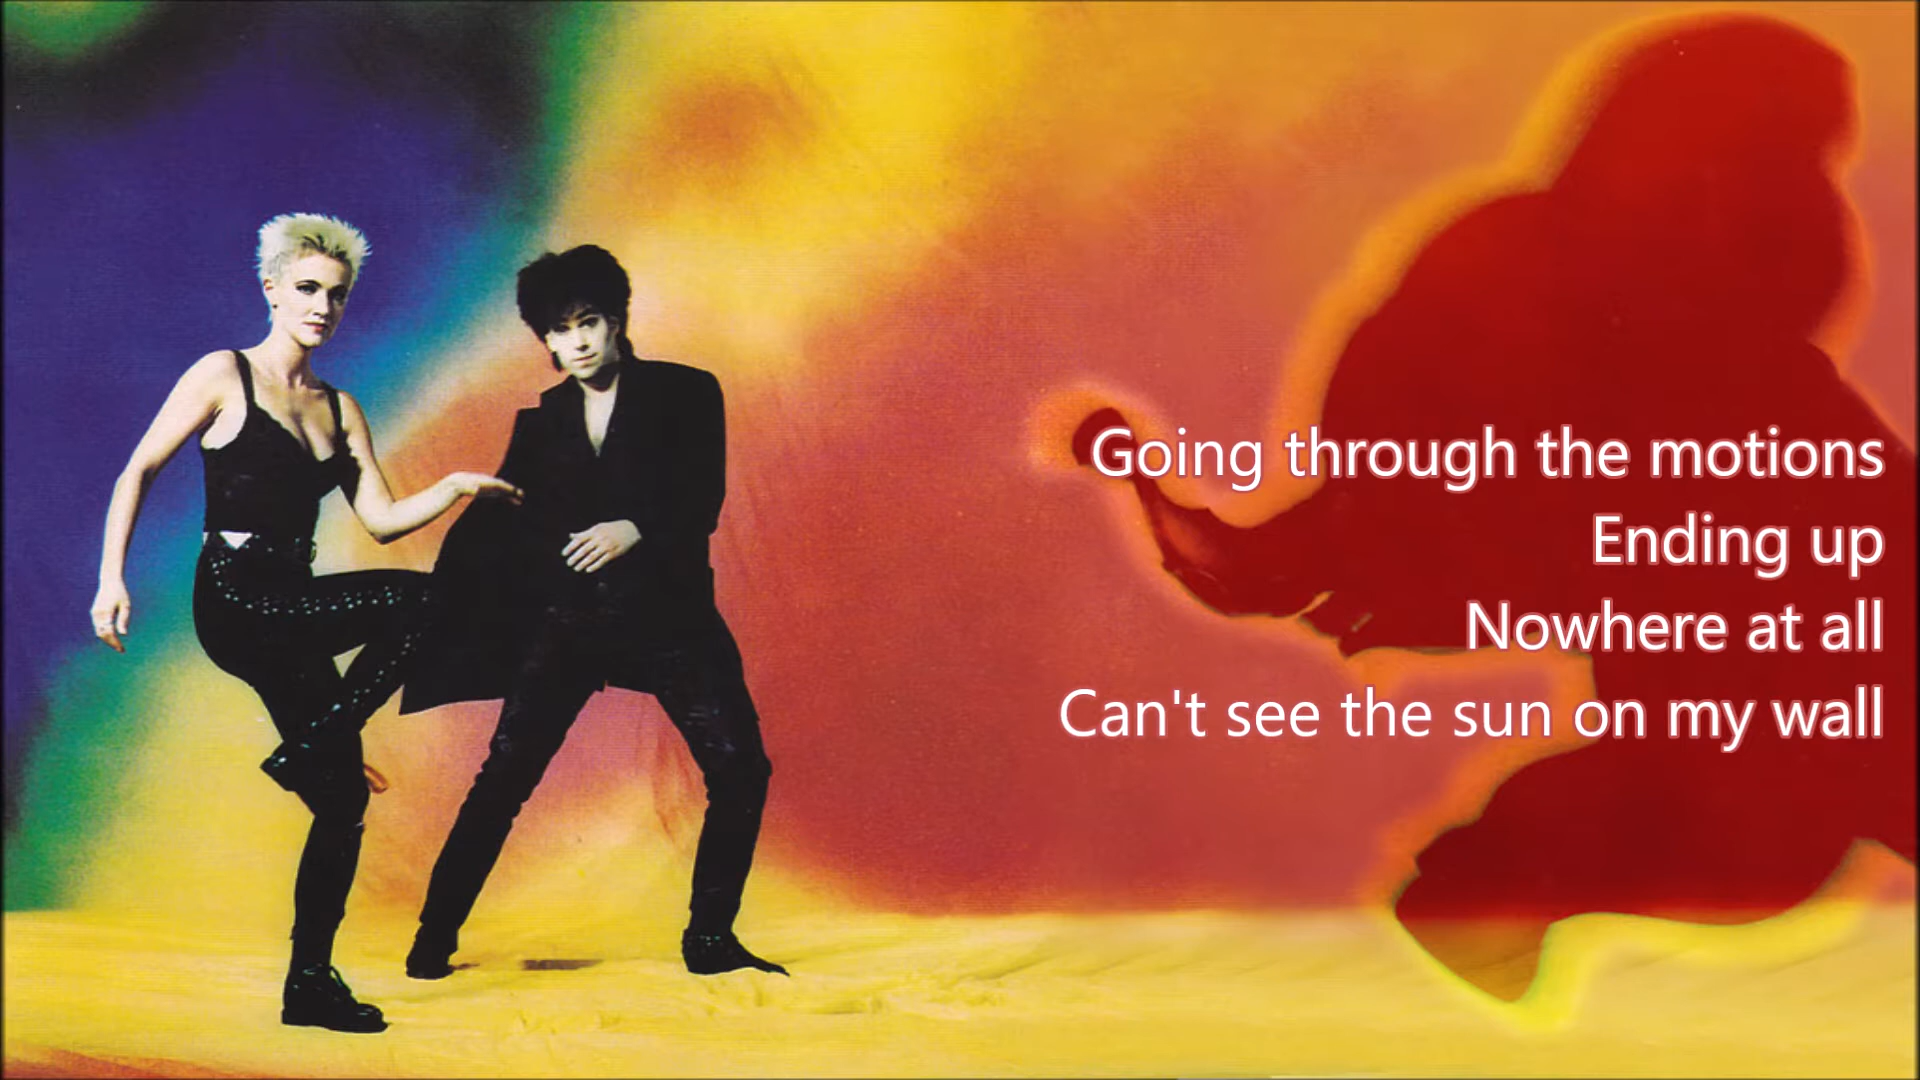 Going through the motions
Ending up
Nowhere at all
Can't see the sun on my wall